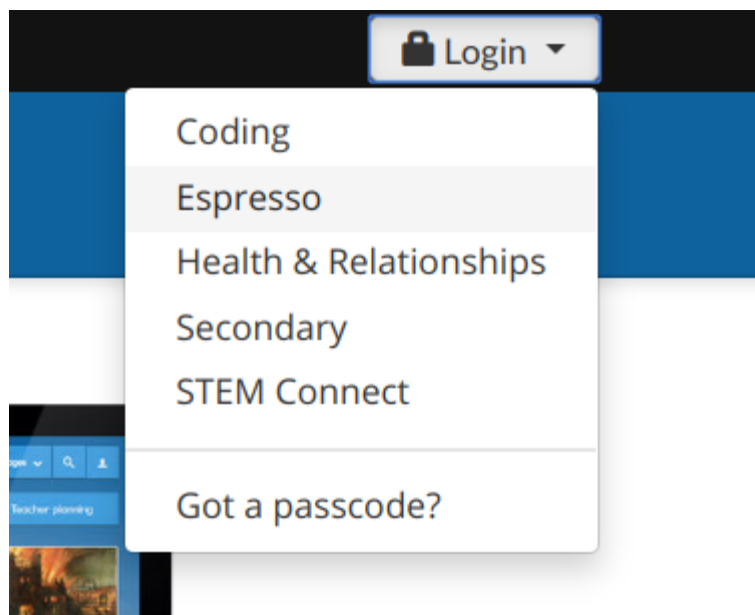 Login
Coding
Espresso
Health & Relationships
Secondary
STEM Connect
Got a passcode?
Teacher planning